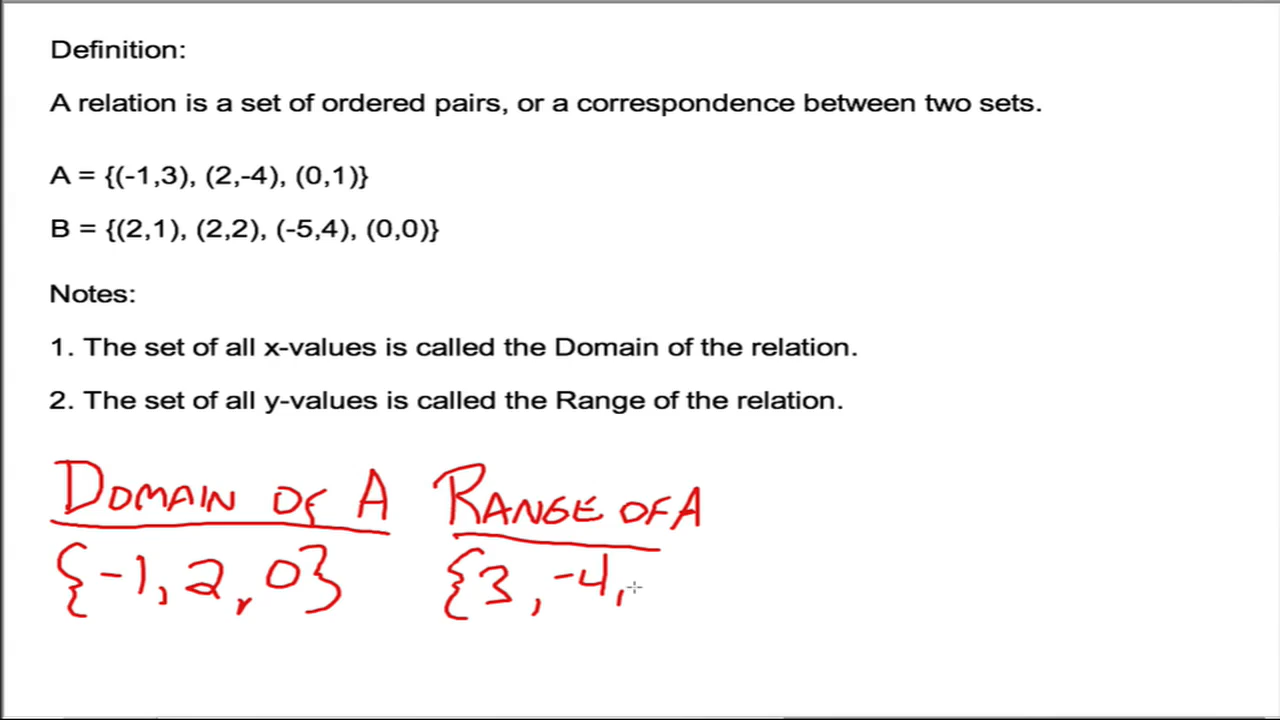 Definition:
A relation is a set of ordered pairs, or a correspondence between two sets.
A = {(-1,3), (2,-4), (0,1)}
B = {(2,1), (2,2), (-5,4), (0,0)}
Notes:
1. The set of all x-values is called the Domain of the relation.
2. The set of all y-values is called the Range of the relation.
DOMAIN OF A RANGE OF A
{-1, 2, 0} {3, -4,